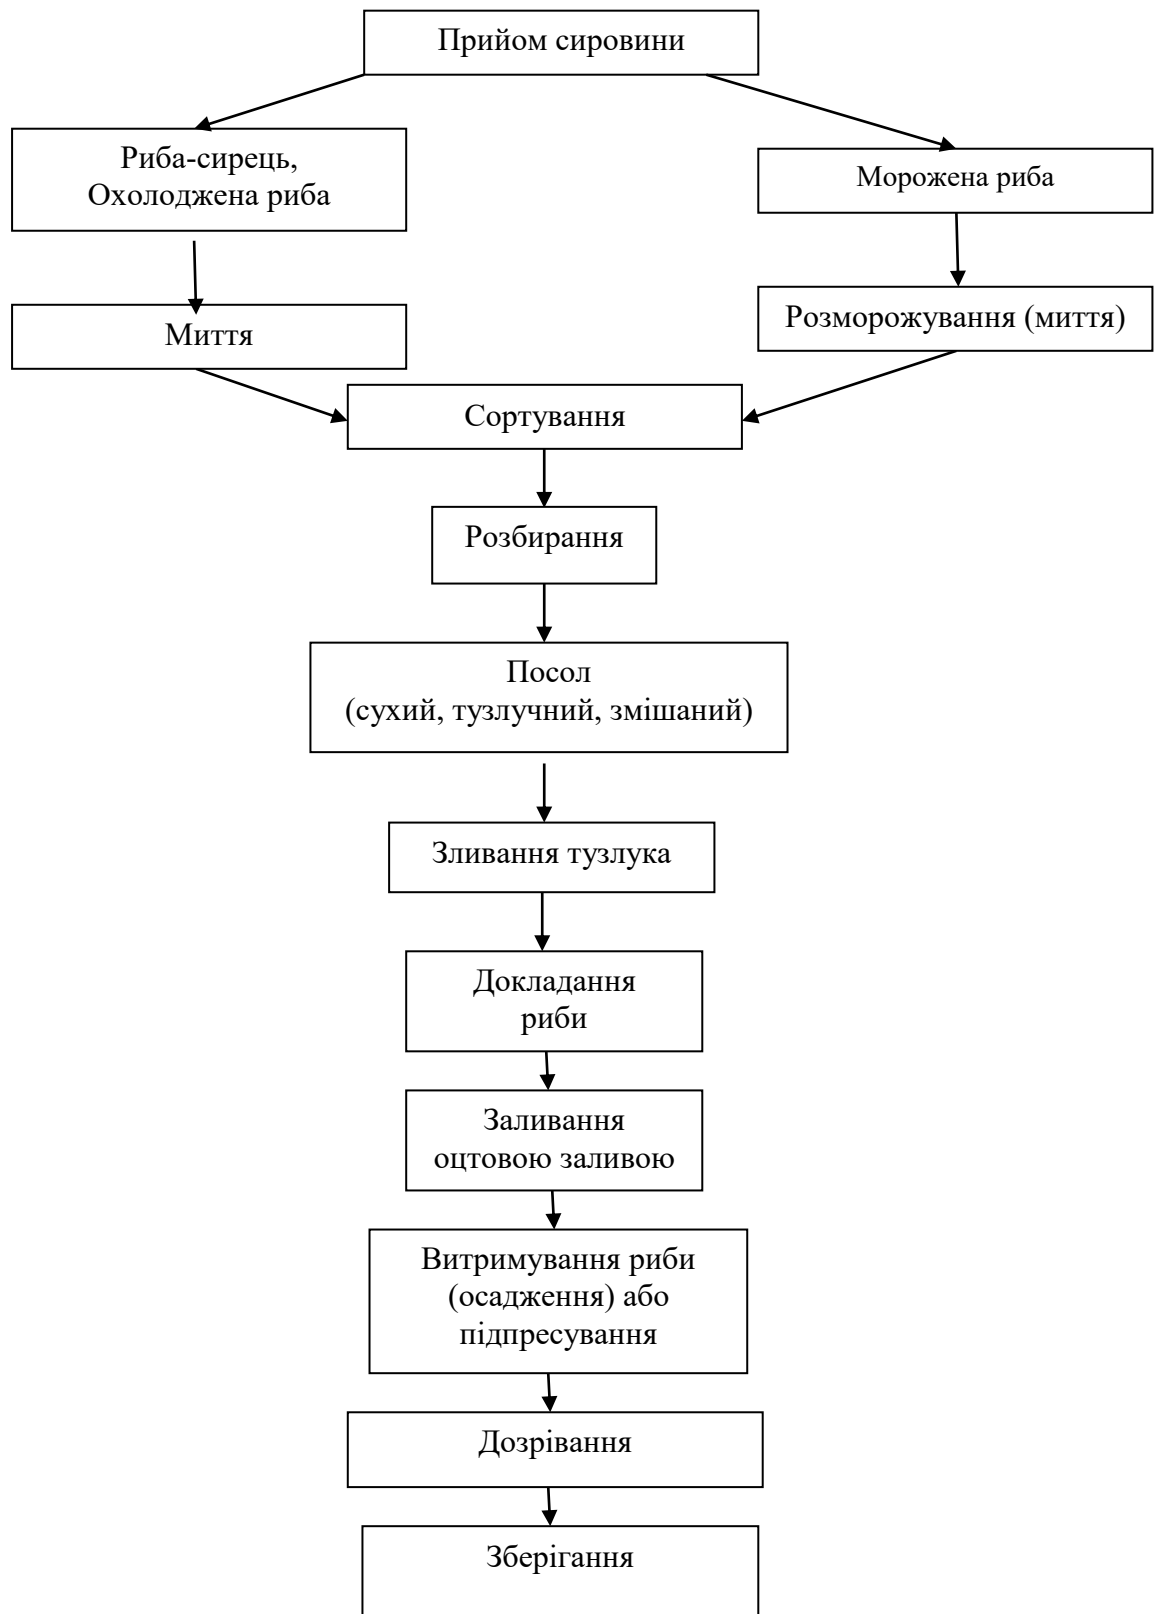 Прийом сировини
Риба-сирець,
Охолоджена риба
Морожена риба
Миття
Розморожування (миття)
Сортування
Розбирання
Посол
(сухий, тузлучний, змішаний)
Зливання тузлука
Докладання
риби
Заливання
оцтовою заливою
Витримування риби
(осадження) або
підпресування
Дозрівання
Зберігання